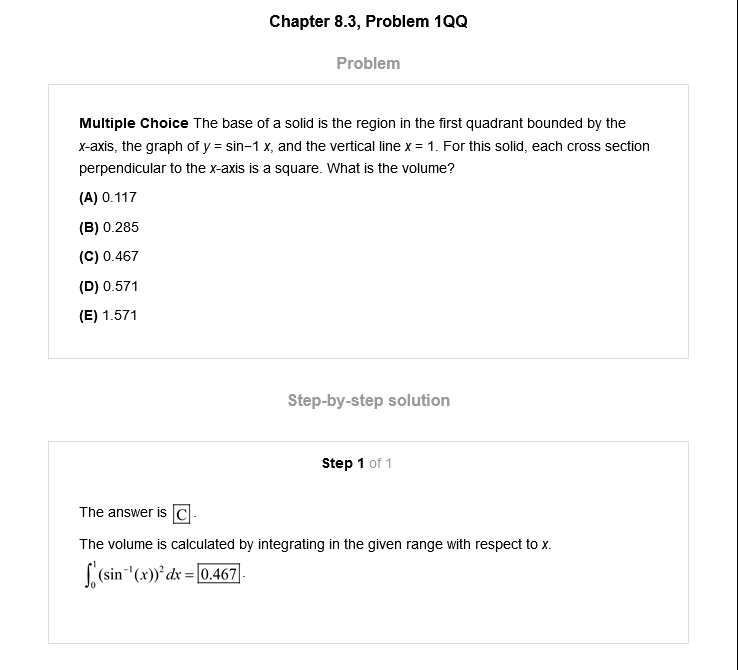 Chapter 8.3, Problem 1QQ
Problem
Multiple Choice The base of a solid is the region in the first quadrant bounded by the
x-axis, the graph of y = sin−1 x, and the vertical line x = 1. For this solid, each cross section
perpendicular to the x-axis is a square. What is the volume?
(A) 0.117
(B) 0.285
(C) 0.467
(D) 0.571
(E) 1.571
Step-by-step solution
Step 1 of 1
The answer is C.
The volume is calculated by integrating in the given range with respect to x.
∫₀¹(sin⁻¹(x))² dx = 0.467.